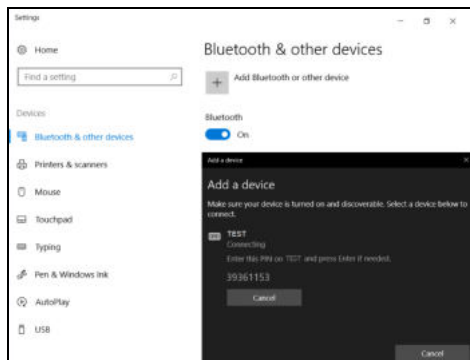 Settings
Home
Find a setting
Devices
Bluetooth & other devices
Printers & scanners
Mouse
Touchpad
Typing
Pen & Windows Ink
AutoPlay
USB
Bluetooth & other devices
Add Bluetooth or other device
Bluetooth
On
Add a device
Add a device
Make sure your device is turned on and discoverable. Select a device below to
connect.
TEST
Connecting
Enter this PIN on TEST and press Enter if needed.
39361153
Cancel
Cancel